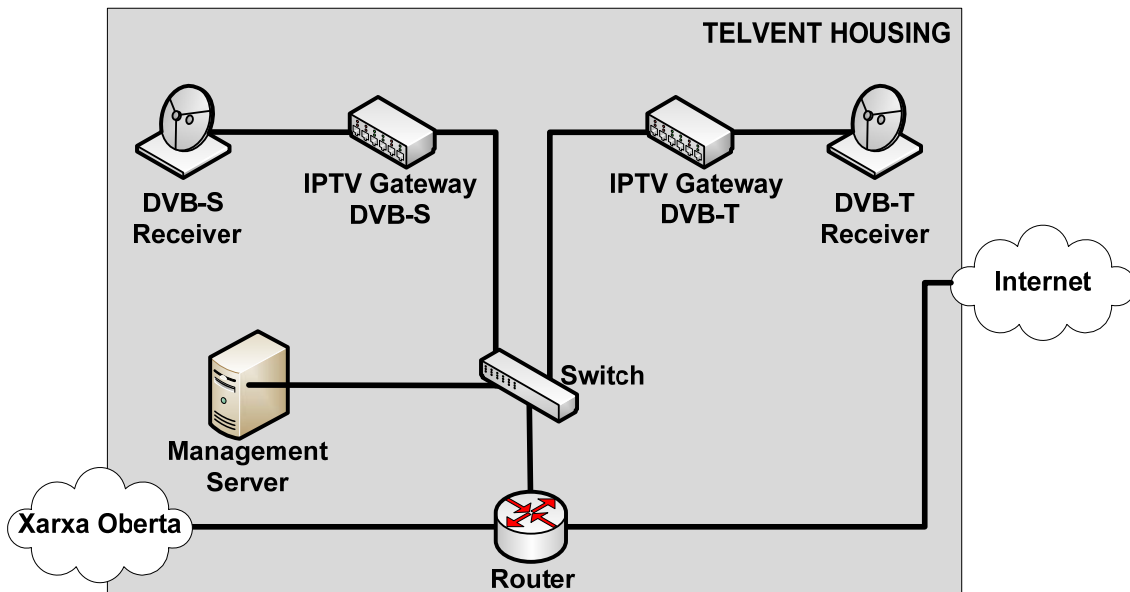 TELVENT HOUSING
DVB-S
Receiver
IPTV Gateway
DVB-S
IPTV Gateway
DVB-T
DVB-T
Receiver
Internet
Switch
Management
Server
Xarxa Oberta
Router